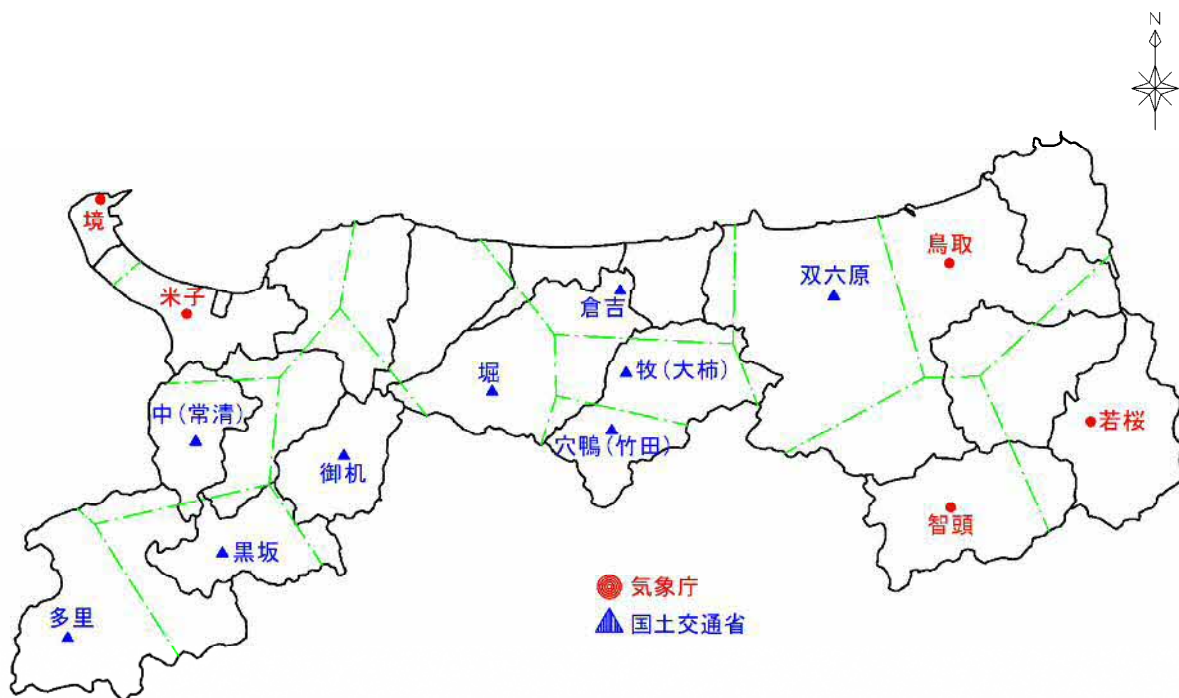 N
境
米子
鳥取
双六原
倉吉
堀
牧(大柿)
中(常清)
御机
穴鴨(竹田)
若桜
智頭
黒坂
多里
気象庁
国土交通省